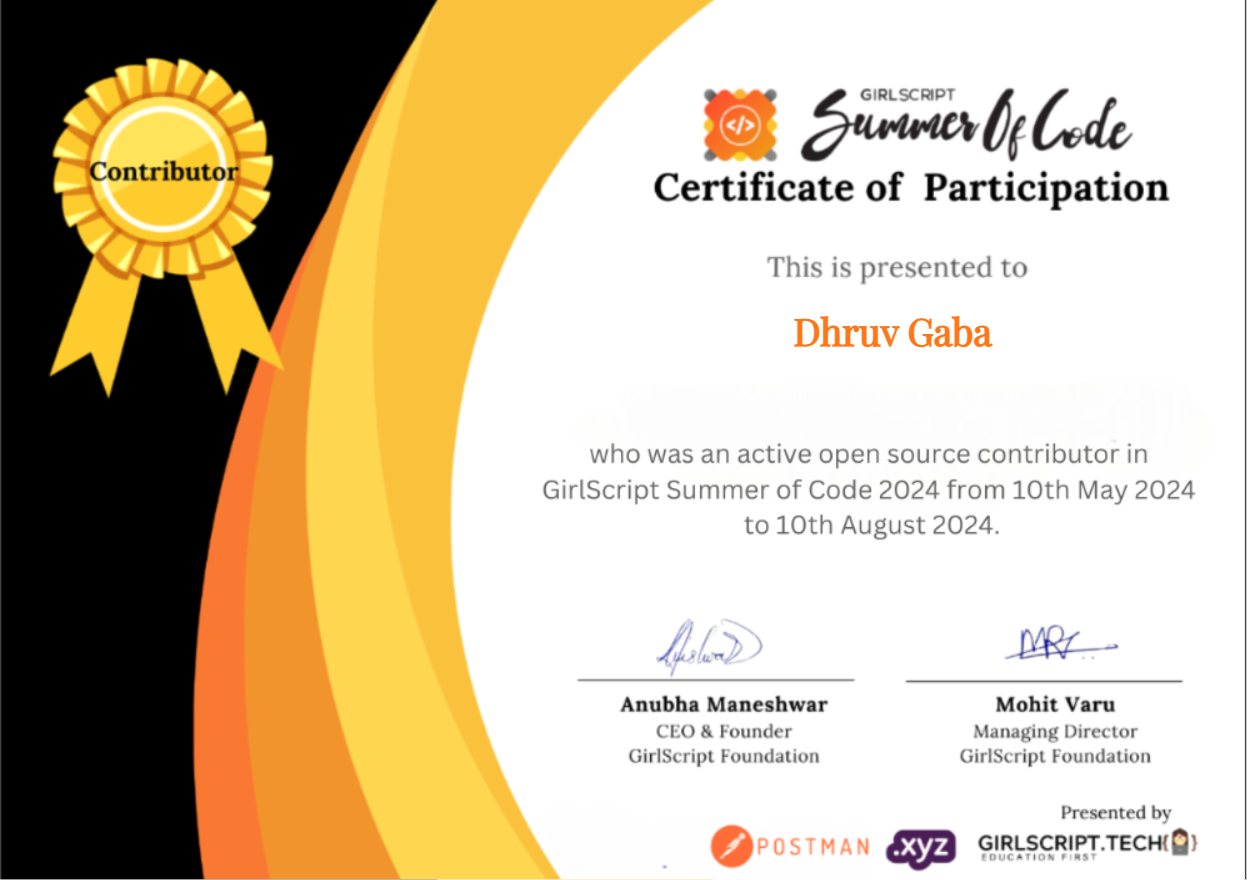 Contributor
GIRLSCRIPT
Summer Of Code
</>
Certificate of Participation
This is presented to
Dhruv Gaba
who was an active open source contributor in
GirlScript Summer of Code 2024 from 10th May 2024
to 10th August 2024.
Anubha Maneshwar
CEO & Founder
GirlScript Foundation
Mohit Varu
Managing Director
GirlScript Foundation
Presented by
POSTMAN
.xyz
GIRLSCRIPT.TECH{ }
EDUCATION FIRST